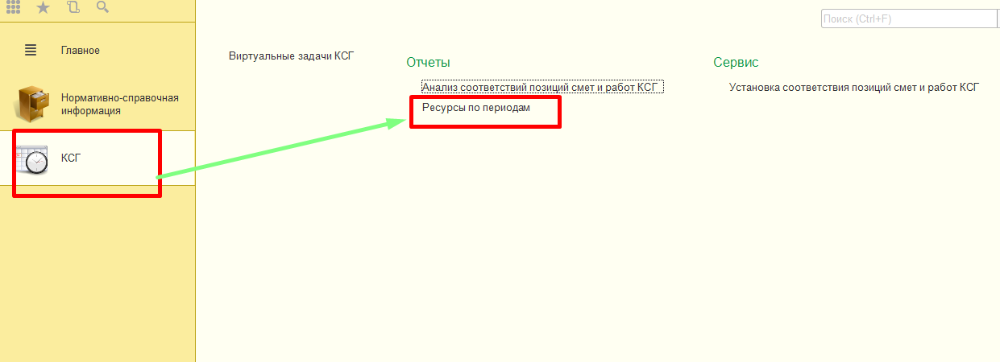 Поиск (Ctrl+F)
Главное
Нормативно-справочная
информация
КСГ
Виртуальные задачи КСГ
Отчеты
Анализ соответствий позиций смет и работ КСГ
Ресурсы по периодам
Сервис
Установка соответствия позиций смет и работ КСГ